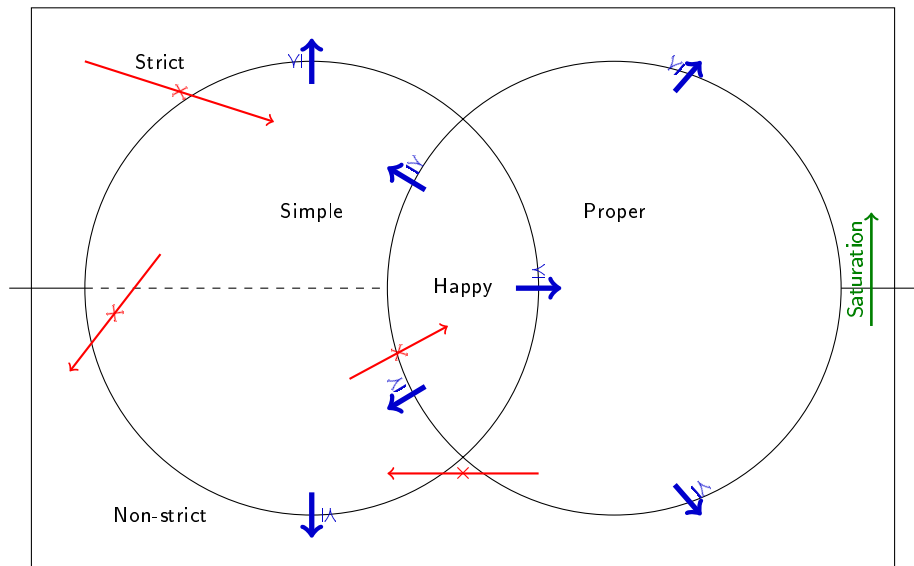 Strict
Simple
Proper
Happy
Saturation
Non-strict